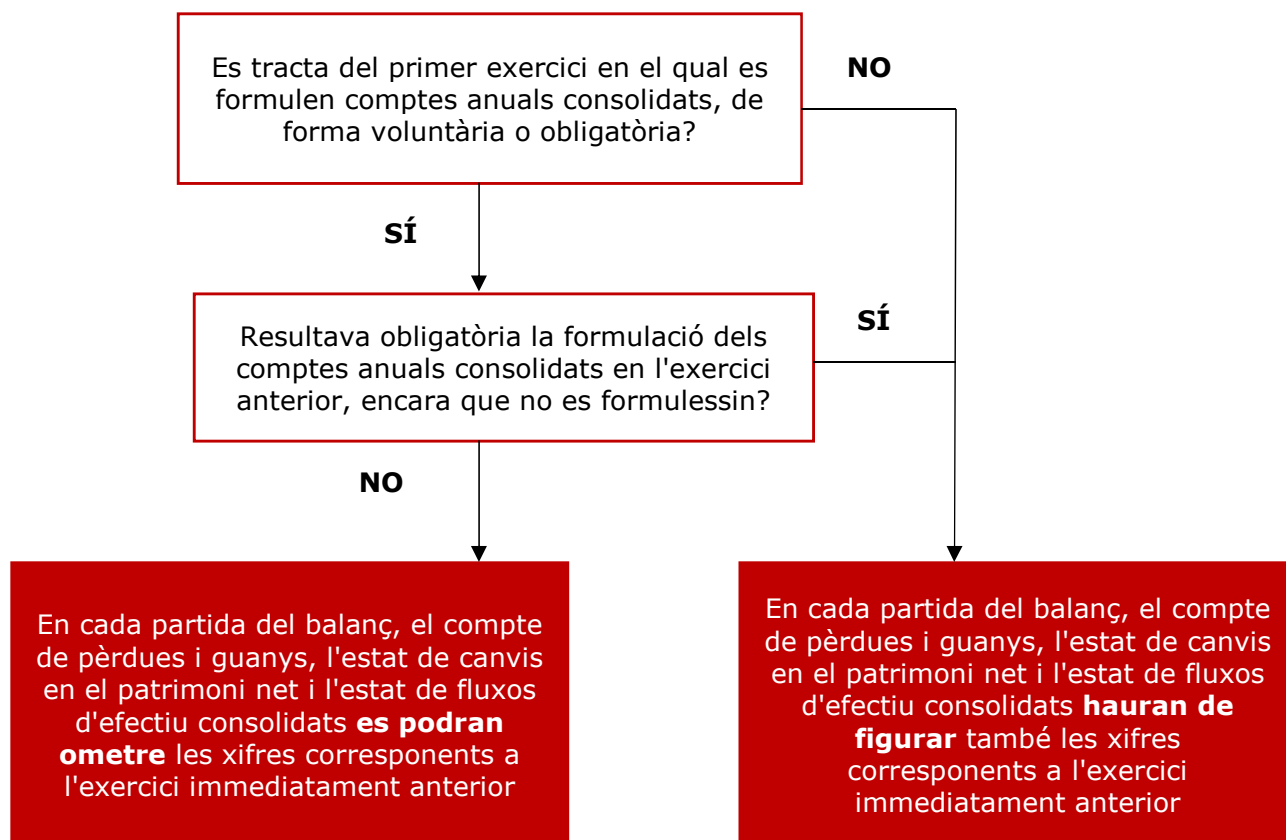 Es tracta del primer exercici en el qual es
formulen comptes anuals consolidats, de
forma voluntària o obligatòria?
NO
SÍ
Resultava obligatòria la formulació dels
comptes anuals consolidats en l'exercici
anterior, encara que no es formulessin?
SÍ
NO
En cada partida del balanç, el compte
de pèrdues i guanys, l'estat de canvis
en el patrimoni net i l'estat de fluxos
d'efectiu consolidats es podran
ometre les xifres corresponents a
l'exercici immediatament anterior
En cada partida del balanç, el compte
de pèrdues i guanys, l'estat de canvis
en el patrimoni net i l'estat de fluxos
d'efectiu consolidats hauran de
figurar també les xifres
corresponents a l'exercici
immediatament anterior